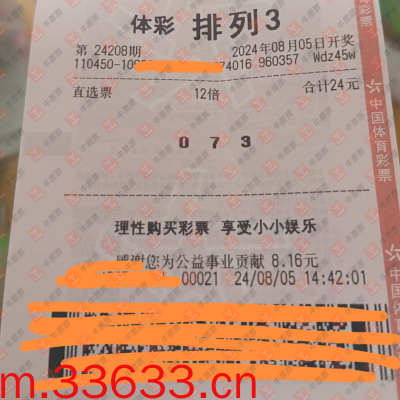 体彩 排列3
第 24208期 2024年08月05日开奖
110450-109 74016 960357 Wdz45w
直选票 12倍 合计24元
0 7 3
理性购买彩票 享受小小娱乐
感谢您为公益事业贡献 8.16元
00021 24/08/05 14:42:01
m.33633.cn
中国体育彩票